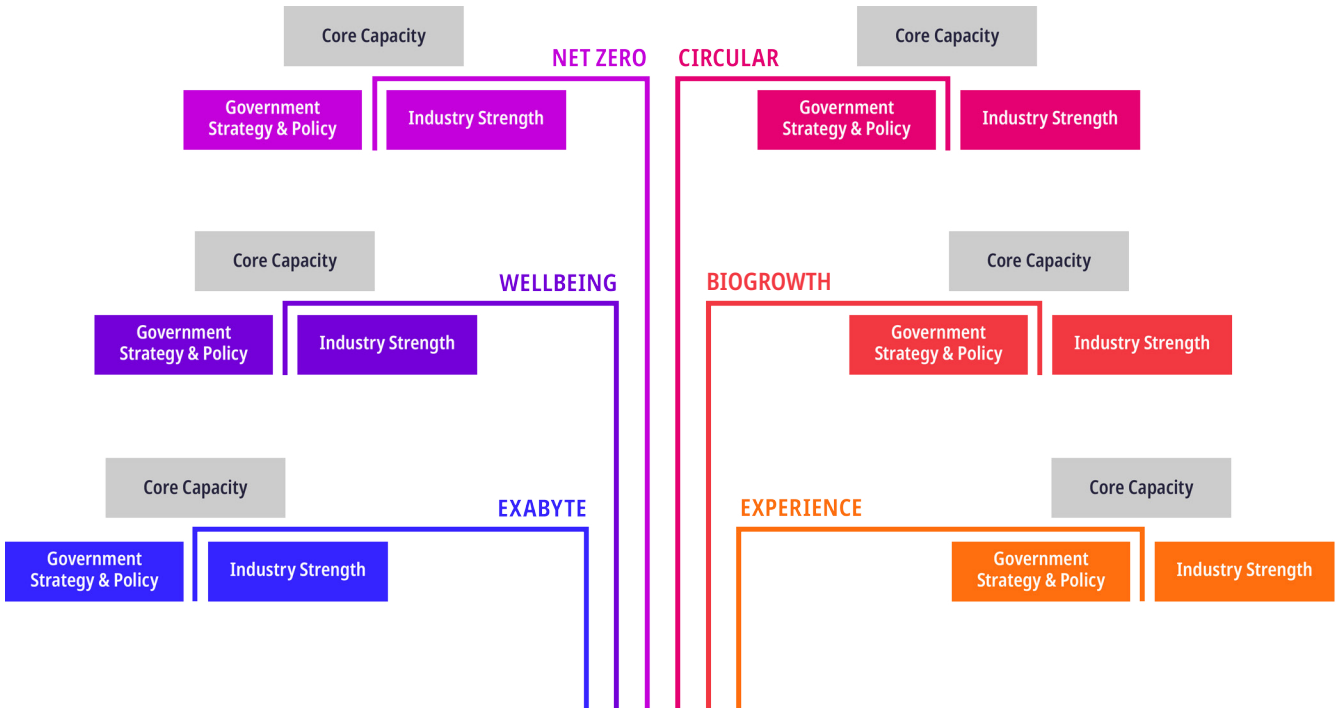 Core Capacity
NET ZERO
Government
Strategy & Policy
Industry Strength
Core Capacity
CIRCULAR
Government
Strategy & Policy
Industry Strength
Core Capacity
WELLBEING
Government
Strategy & Policy
Industry Strength
Core Capacity
BIOGROWTH
Government
Strategy & Policy
Industry Strength
Core Capacity
EXABYTE
Government
Strategy & Policy
Industry Strength
Core Capacity
EXPERIENCE
Government
Strategy & Policy
Industry Strength